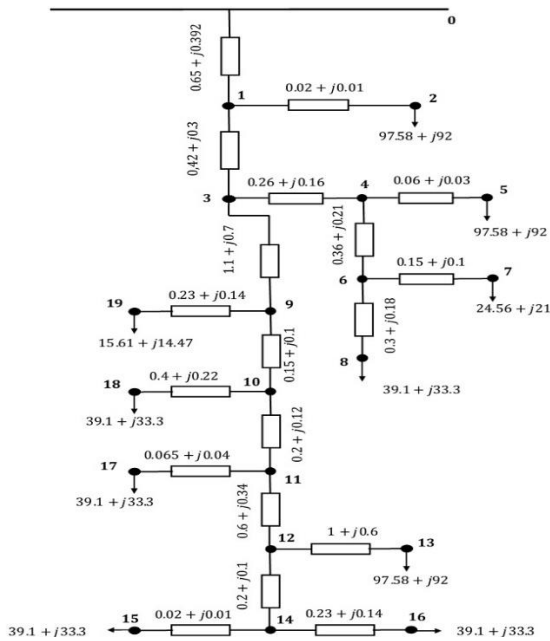 0
0.65 + j0.392
1
0.02 + j0.01
2
97.58 + j92
0,42 + j0.3
3
0.26 + j0.16
4
0.06 + j0.03
5
97.58 + j92
1.1 + j0.7
0.36 + j0.21
6
0.15 + j0.1
7
24.56 + j21
19
0.23 + j0.14
9
15.61 + j14.47
0.3 + j0.18
8
39.1 + j33.3
0.15 + j0.1
18
0.4 + j0.22
10
39.1 + j33.3
0.2 + j0.12
17
0.065 + j0.04
11
39.1 + j33.3
0.6 + j0.34
12
1 + j0.6
13
97.58 + j92
0.2 + j0.1
39.1 + j33.3
15
0.02 + j0.01
14
0.23 + j0.14
16
39.1 + j33.3